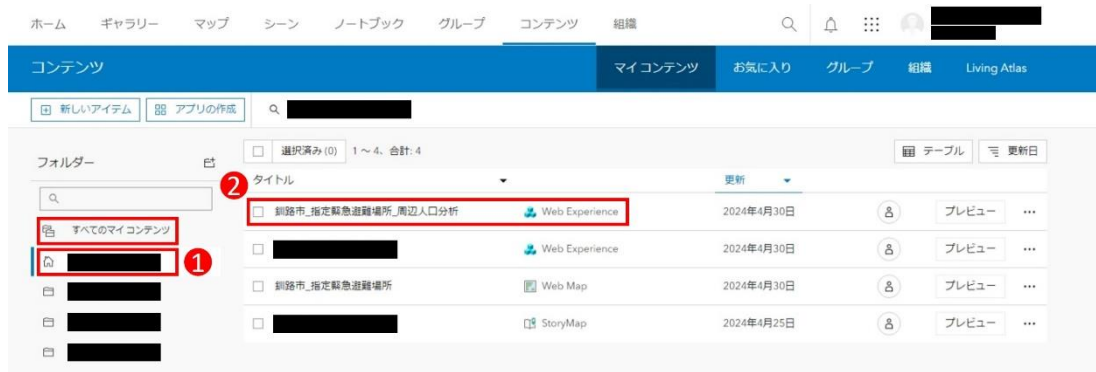 ホーム ギャラリー マップ シーン ノートブック グループ コンテンツ 組織
コンテンツ マイ コンテンツ お気に入り グループ 組織 Living Atlas
新しいアイテム アプリの作成
フォルダー
すべてのマイ コンテンツ
1
選択済み (0) 1 ~ 4、合計: 4 テーブル 更新日
2
タイトル 更新
釧路市_指定緊急避難場所_周辺人口分析 Web Experience 2024年4月30日 プレビュー ...
Web Experience 2024年4月30日 プレビュー ...
釧路市_指定緊急避難場所 Web Map 2024年4月30日 プレビュー ...
StoryMap 2024年4月25日 プレビュー ...